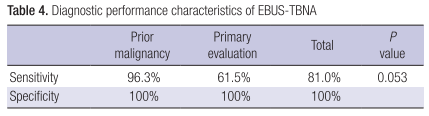 Table 4. Diagnostic performance characteristics of EBUS-TBNA
Prior malignancy Primary evaluation Total P value
Sensitivity 96.3% 61.5% 81.0% 0.053
Specificity 100% 100% 100%